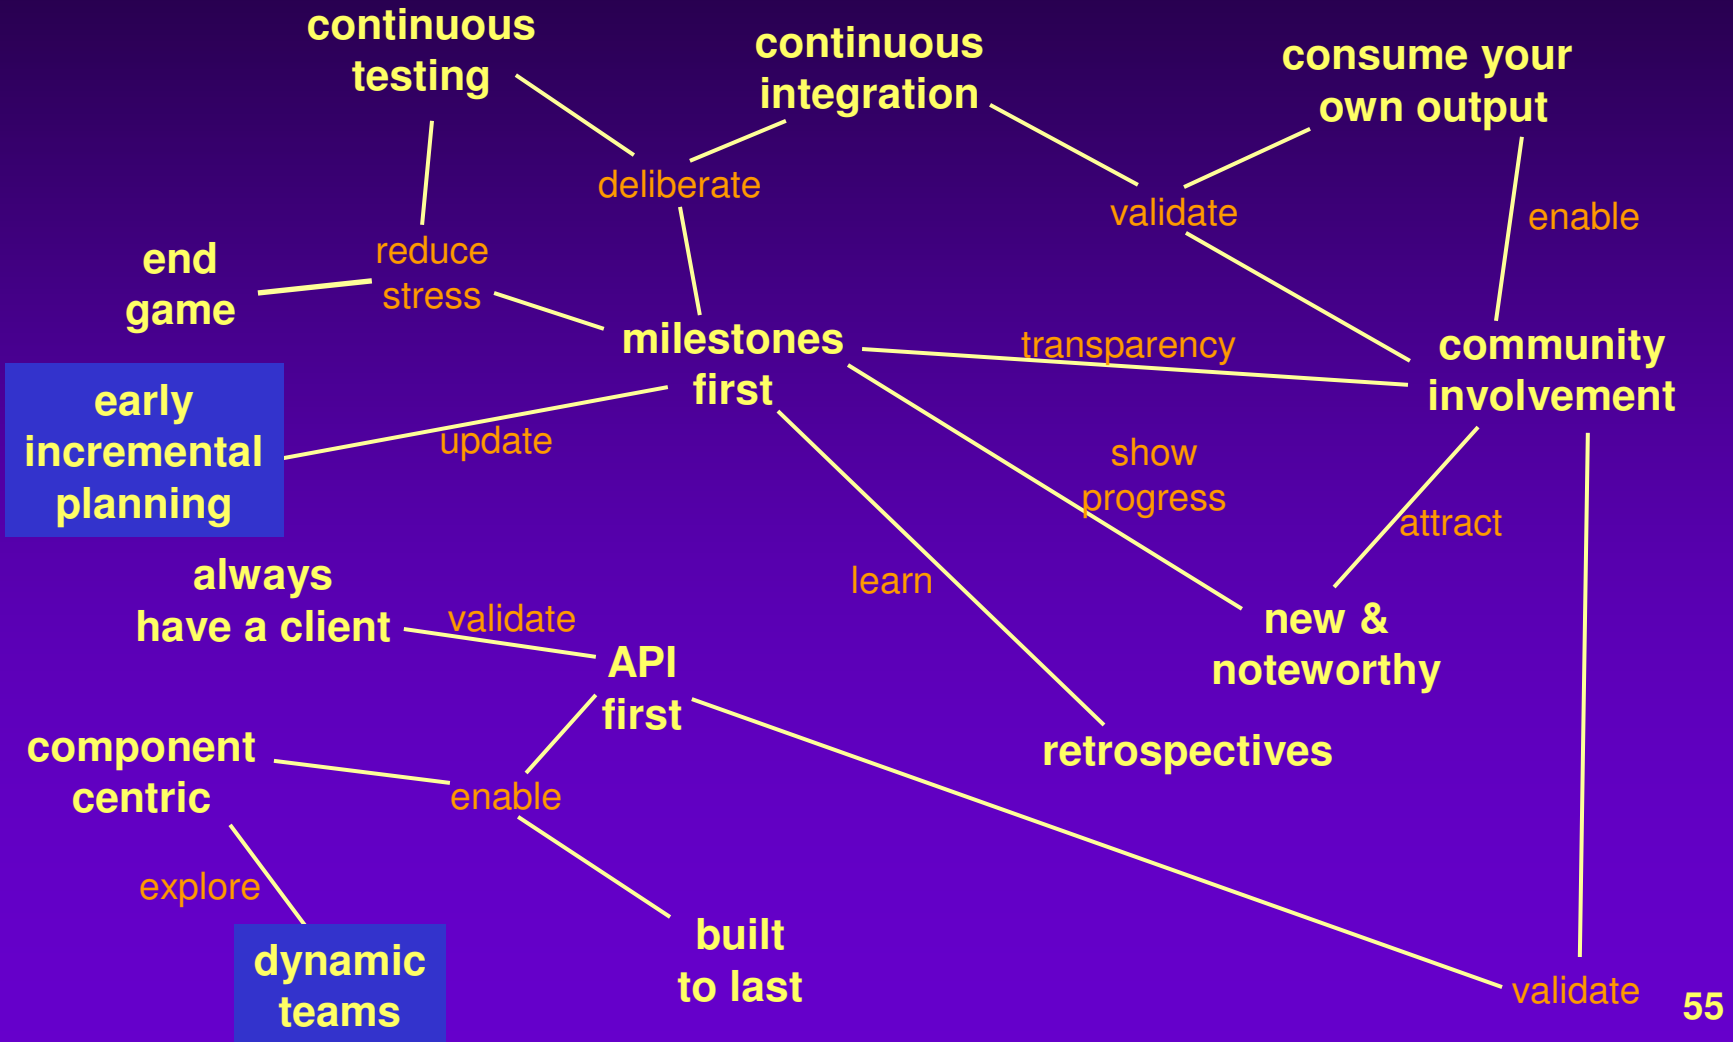 continuous
testing
continuous
integration
consume your
own output
deliberate
validate
enable
end
game
reduce
stress
milestones
first
transparency
community
involvement
early
incremental
planning
update
show
progress
attract
learn
always
have a client
validate
API
first
new &
noteworthy
retrospectives
component
centric
enable
explore
built
to last
dynamic
teams
validate
55